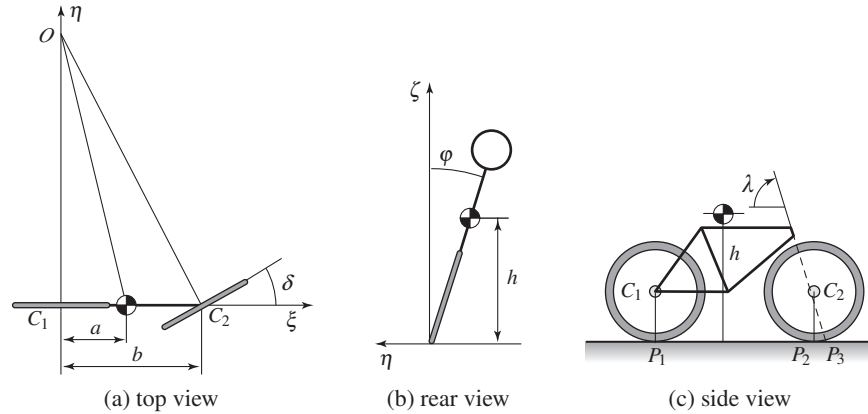 η
O
δ
C1
C2
ξ
a
b
(a) top view
ζ
φ
h
η
(b) rear view
λ
h
C1
C2
P1
P2 P3
(c) side view